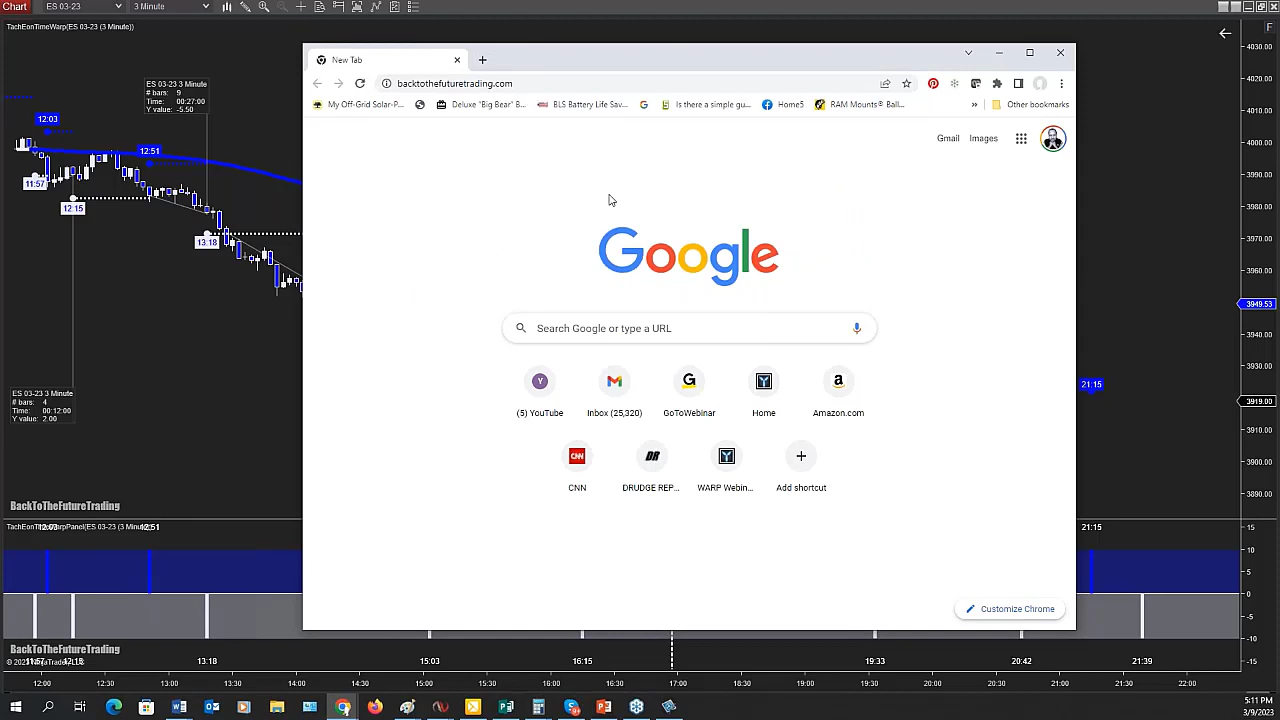 Chart
ES 03-23
3 Minute
TachEonTimeWarp(ES 03-23 (3 Minute))
F
4030.00
4020.00
4010.00
4000.00
3990.00
3980.00
3970.00
3960.00
3949.53
3940.00
3930.00
3919.00
3910.00
3900.00
3890.00
ES 03-23 3 Minute
# bars: 9
Time: 00:27:00
Y value: -5.50
12:03
12:51
11:57
12:15
13:18
ES 03-23 3 Minute
# bars: 4
Time: 00:12:00
Y value: 2.00
21:15
BackToTheFutureTrading
New Tab
backtothefuturetrading.com
My Off-Grid Solar-P...
Deluxe "Big Bear" B...
BLS Battery Life Sav...
Is there a simple gu...
Home5
RAM Mounts® Ball...
»
Other bookmarks
Gmail
Images
Google
Search Google or type a URL
(5) YouTube
Inbox (25,320)
GoToWebinar
Home
Amazon.com
CNN
DRUDGE REP...
WARP Webin...
Add shortcut
Customize Chrome
12:03
12:51
21:15
15
10
5
0
-5
-10
-15
BackToTheFutureTrading
11:57
12:15
13:18
15:03
16:15
19:33
20:42
21:39
12:00
12:30
13:00
13:30
14:00
14:30
15:00
15:30
16:00
16:30
17:00
17:30
18:00
18:30
19:00
19:30
20:00
20:30
21:00
21:30
22:00
5:11 PM
3/9/2023